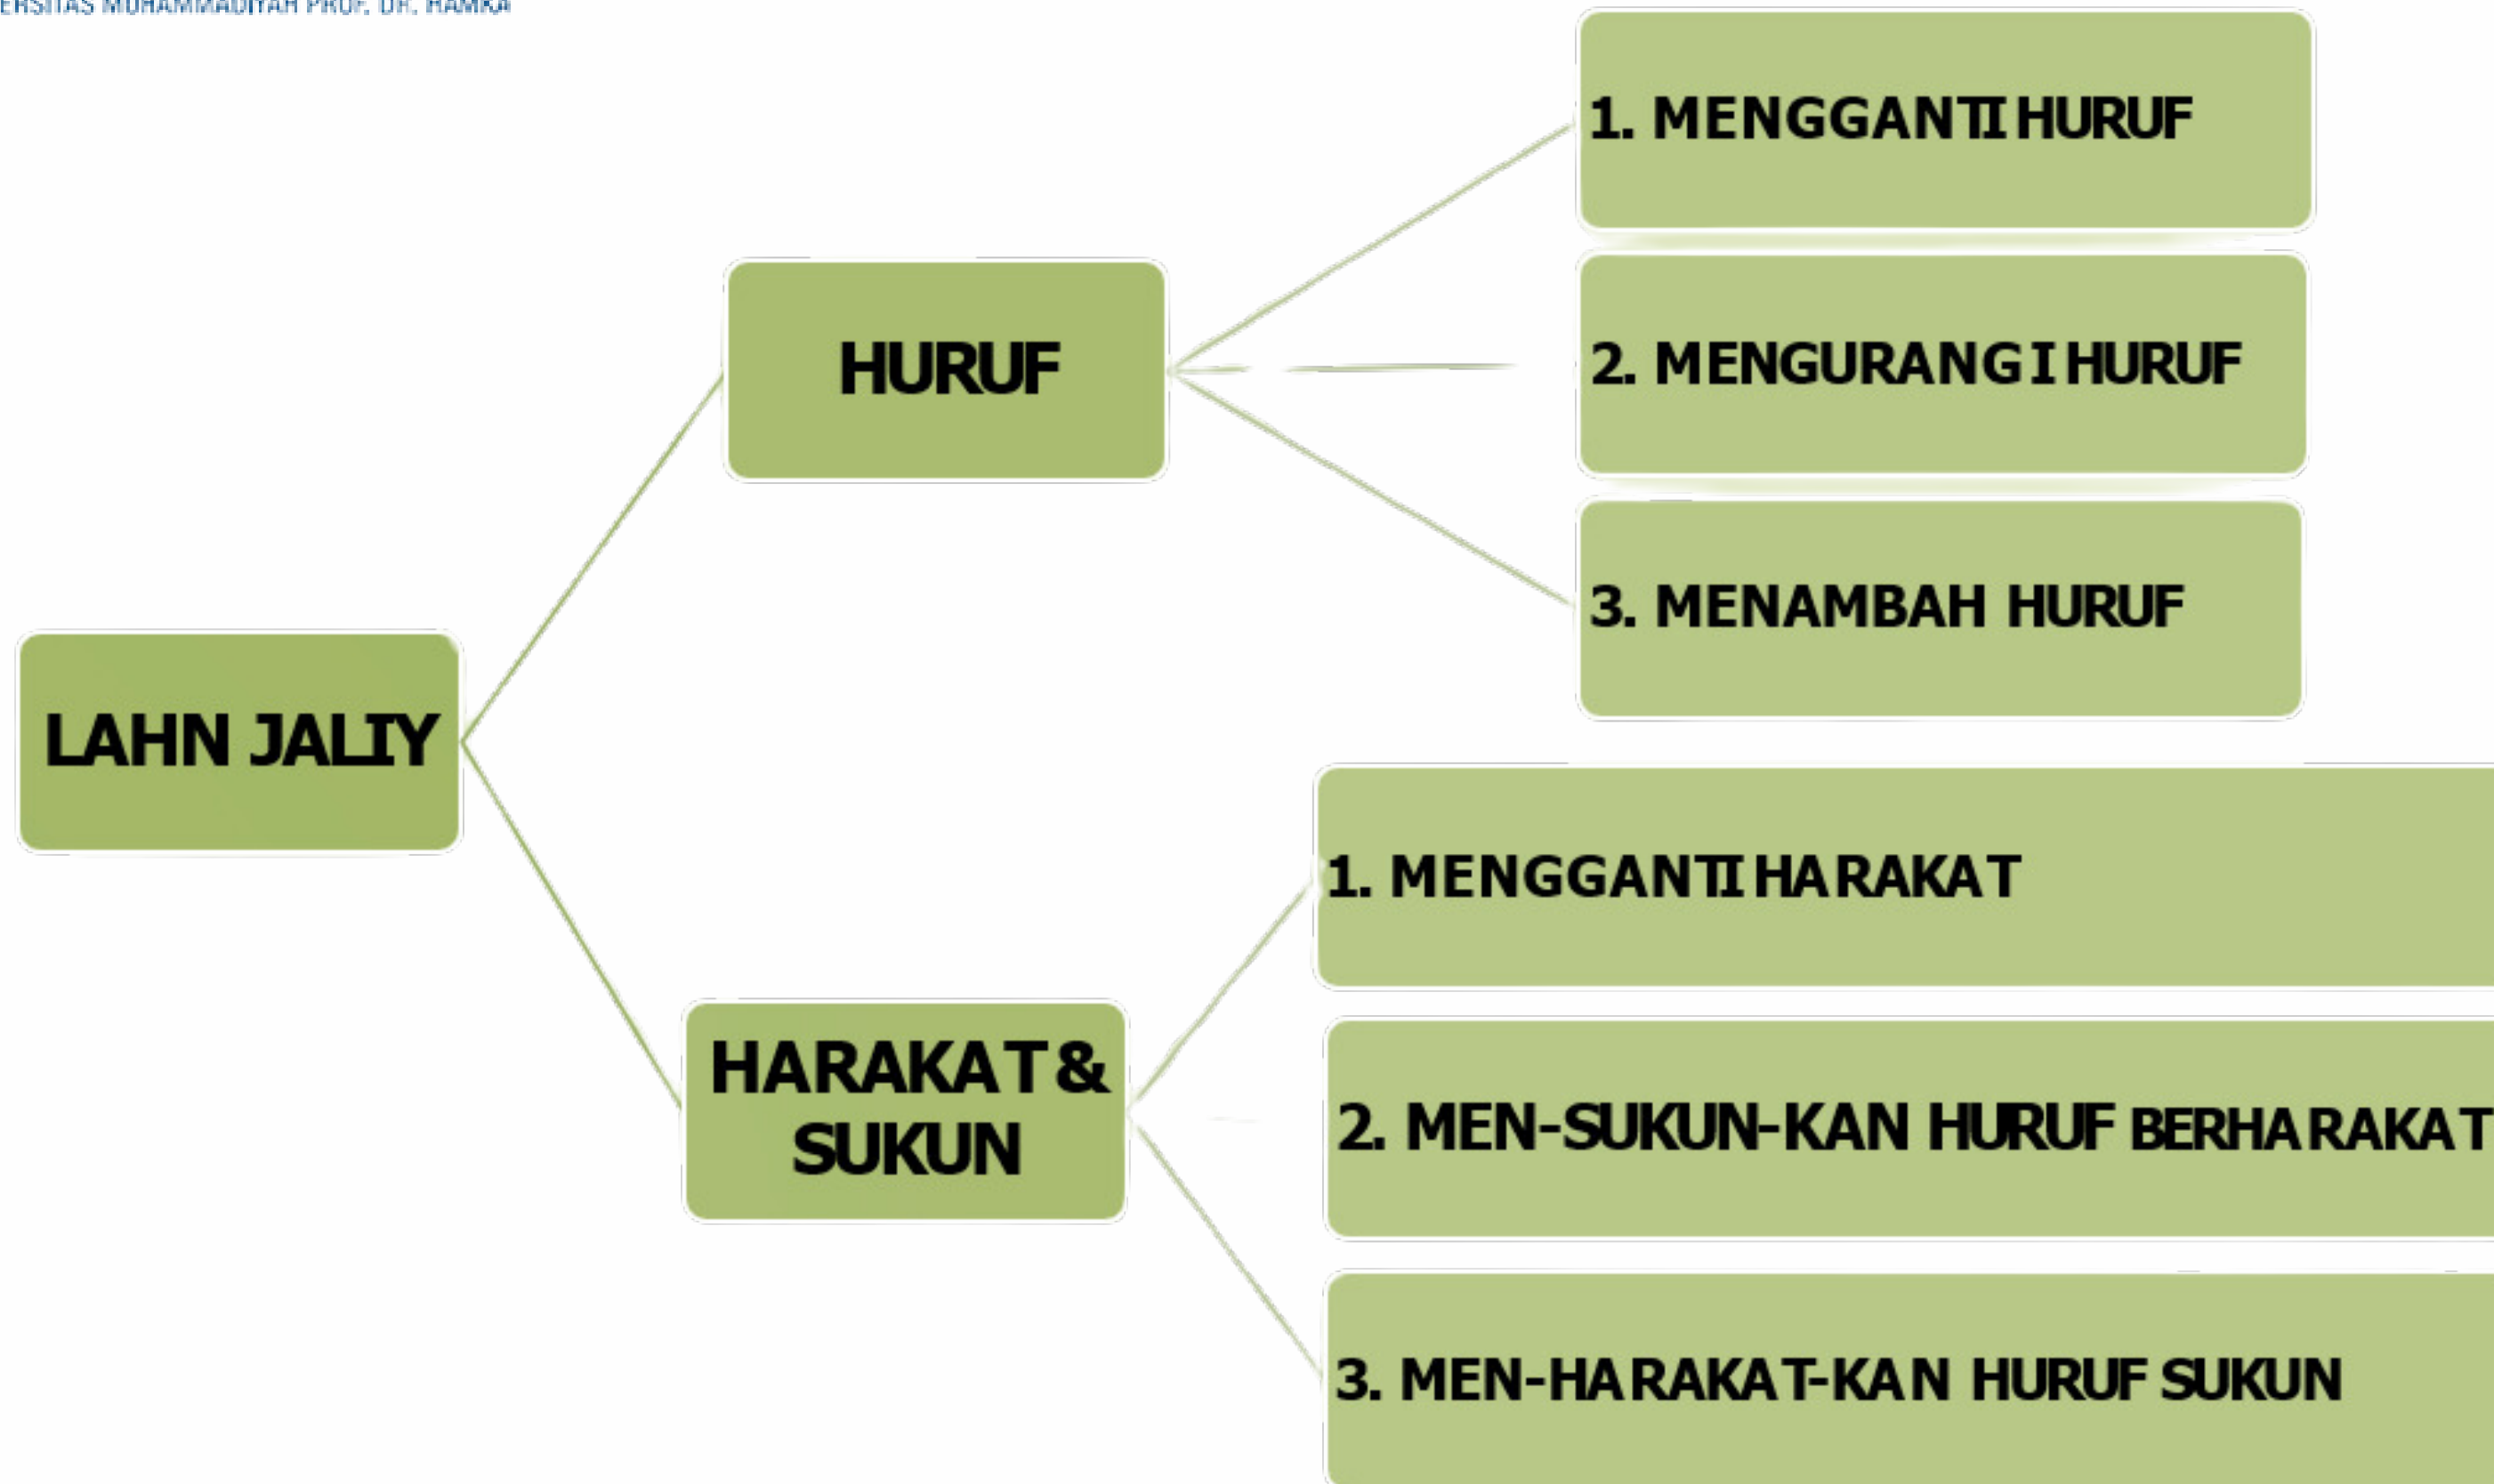 MUHAMMADIYAH PROF. DR. HAMKA
1. MENGGANTI HURUF
2. MENGURANGI HURUF
3. MENAMBAH HURUF
HURUF
LAHN JALIY
1. MENGGANTI HARAKAT
2. MEN-SUKUN-KAN HURUF BERHARAKAT
3. MEN-HARAKAT-KAN HURUF SUKUN
HARAKAT &
SUKUN